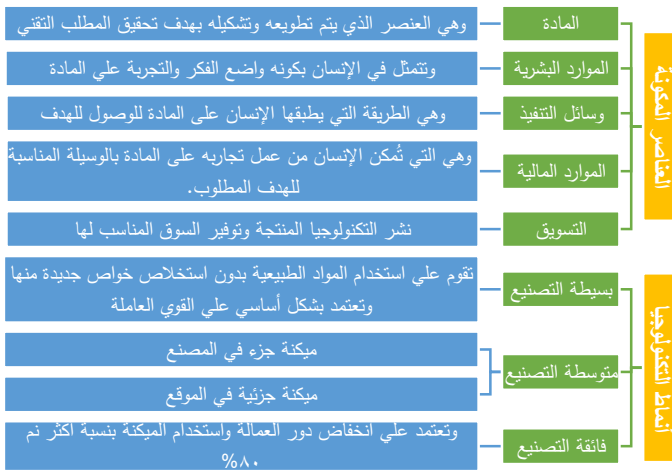 العناصر المكونة
المادة
وهي العنصر الذي يتم تطويعه وتشكيله بهدف تحقيق المطلب التقني
الموارد البشرية
وتتمثل في الإنسان بكونه واضع الفكر والتجربة علي المادة
وسائل التنفيذ
وهي الطريقة التي يطبقها الإنسان على المادة للوصول للهدف
الموارد المالية
وهي التي تُمكن الإنسان من عمل تجاربه على المادة بالوسيلة المناسبة
للهدف المطلوب.
التسويق
نشر التكنولوجيا المنتجة وتوفير السوق المناسب لها
أنماط التكنولوجيا
بسيطة التصنيع
تقوم علي استخدام المواد الطبيعية بدون استخلاص خواص جديدة منها
وتعتمد بشكل أساسي علي القوي العاملة
متوسطة التصنيع
ميكنة جزء في المصنع
ميكنة جزئية في الموقع
فائقة التصنيع
وتعتمد علي انخفاض دور العمالة واستخدام الميكنة بنسبة اكثر نم
٨٠%